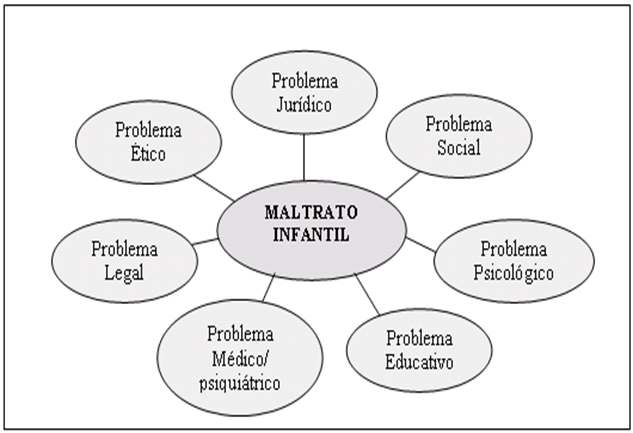 Problema
Jurídico
Problema
Ético
Problema
Social
MALTRATO
INFANTIL
Problema
Legal
Problema
Psicológico
Problema
Médico/
psiquiátrico
Problema
Educativo